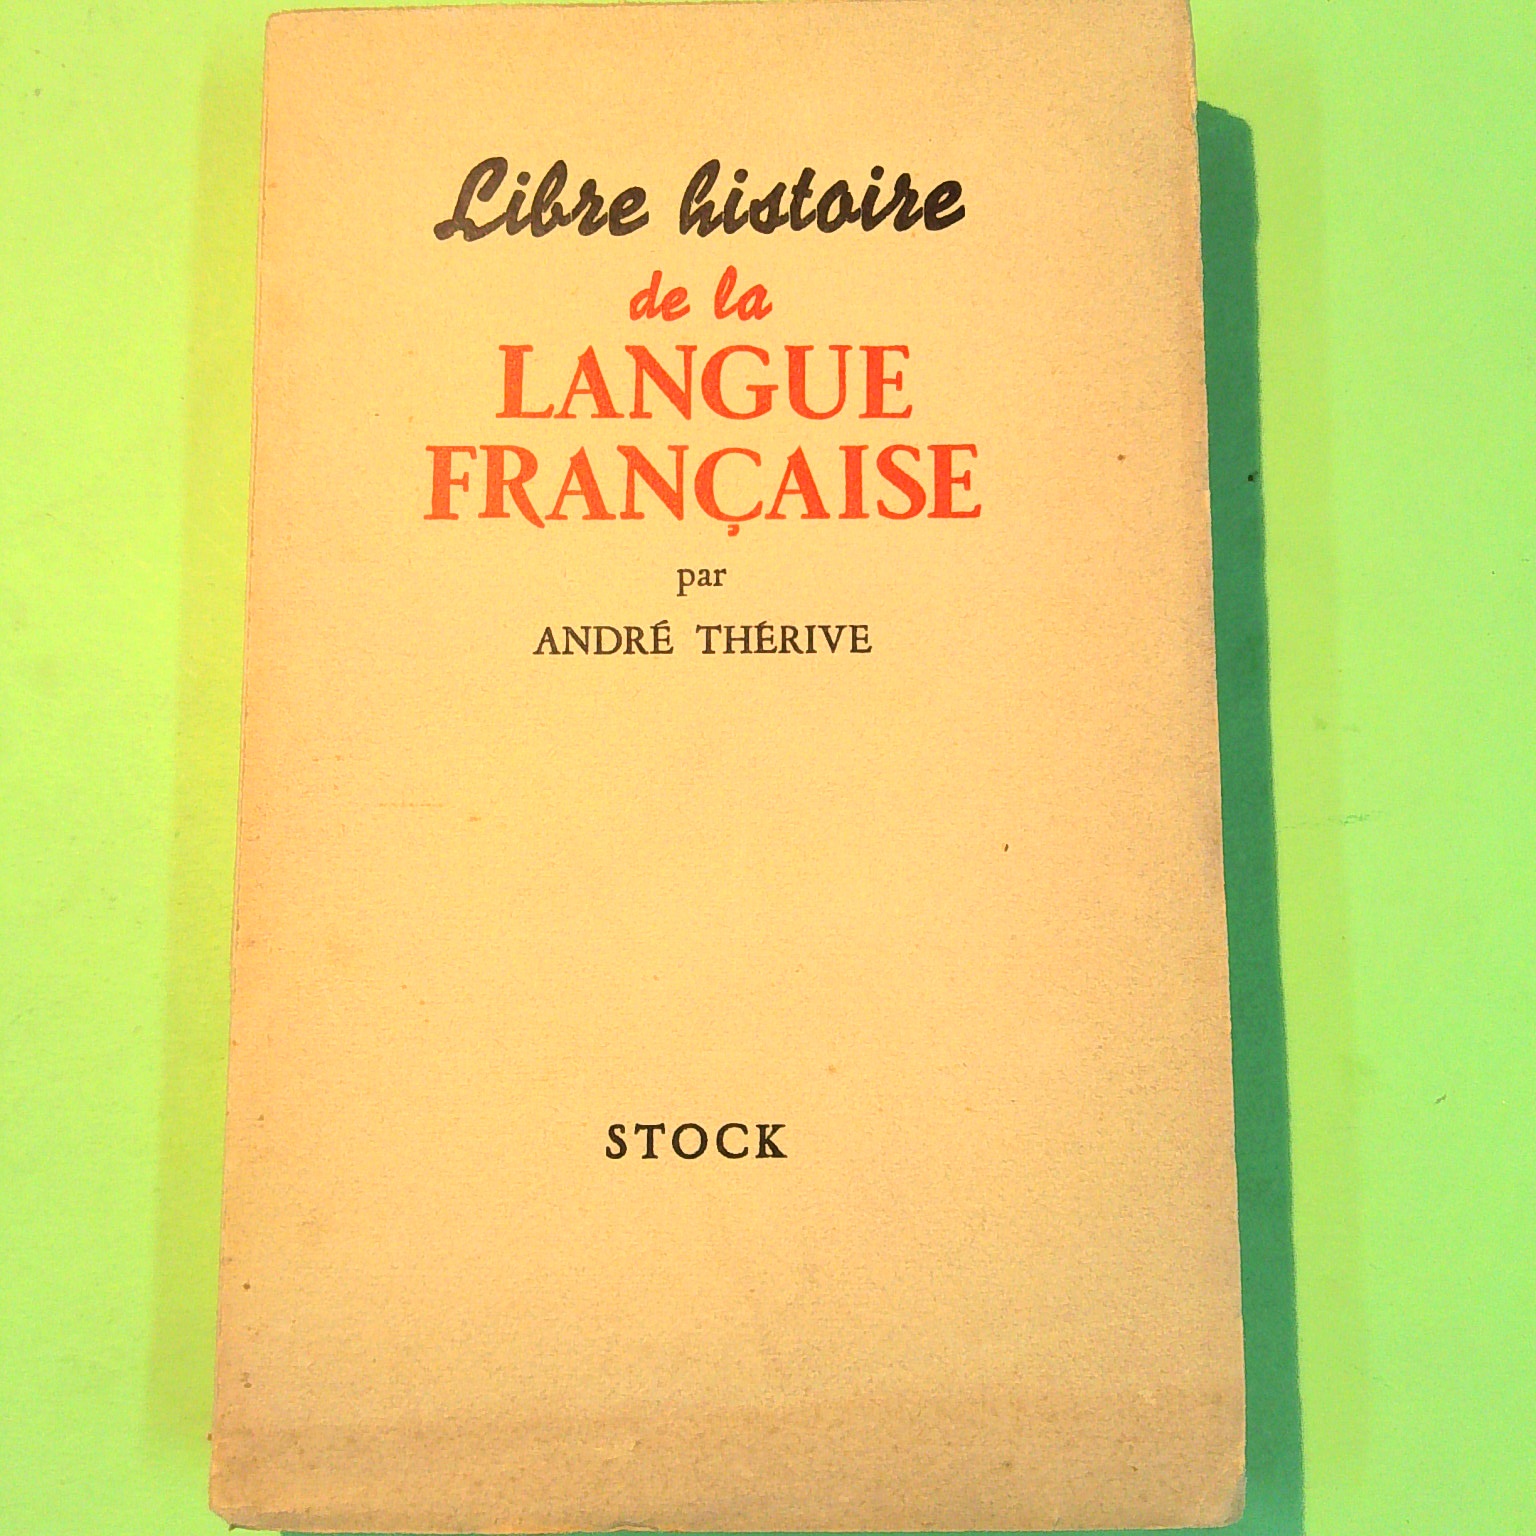 Libre histoire
de la
LANGUE
FRANÇAISE
par
ANDRÉ THÉRIVE
STOCK